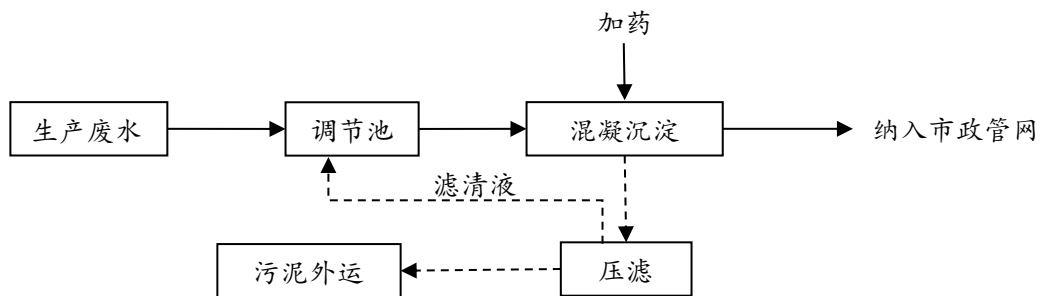 加药
生产废水
调节池
混凝沉淀
纳入市政管网
滤清液
污泥外运
压滤